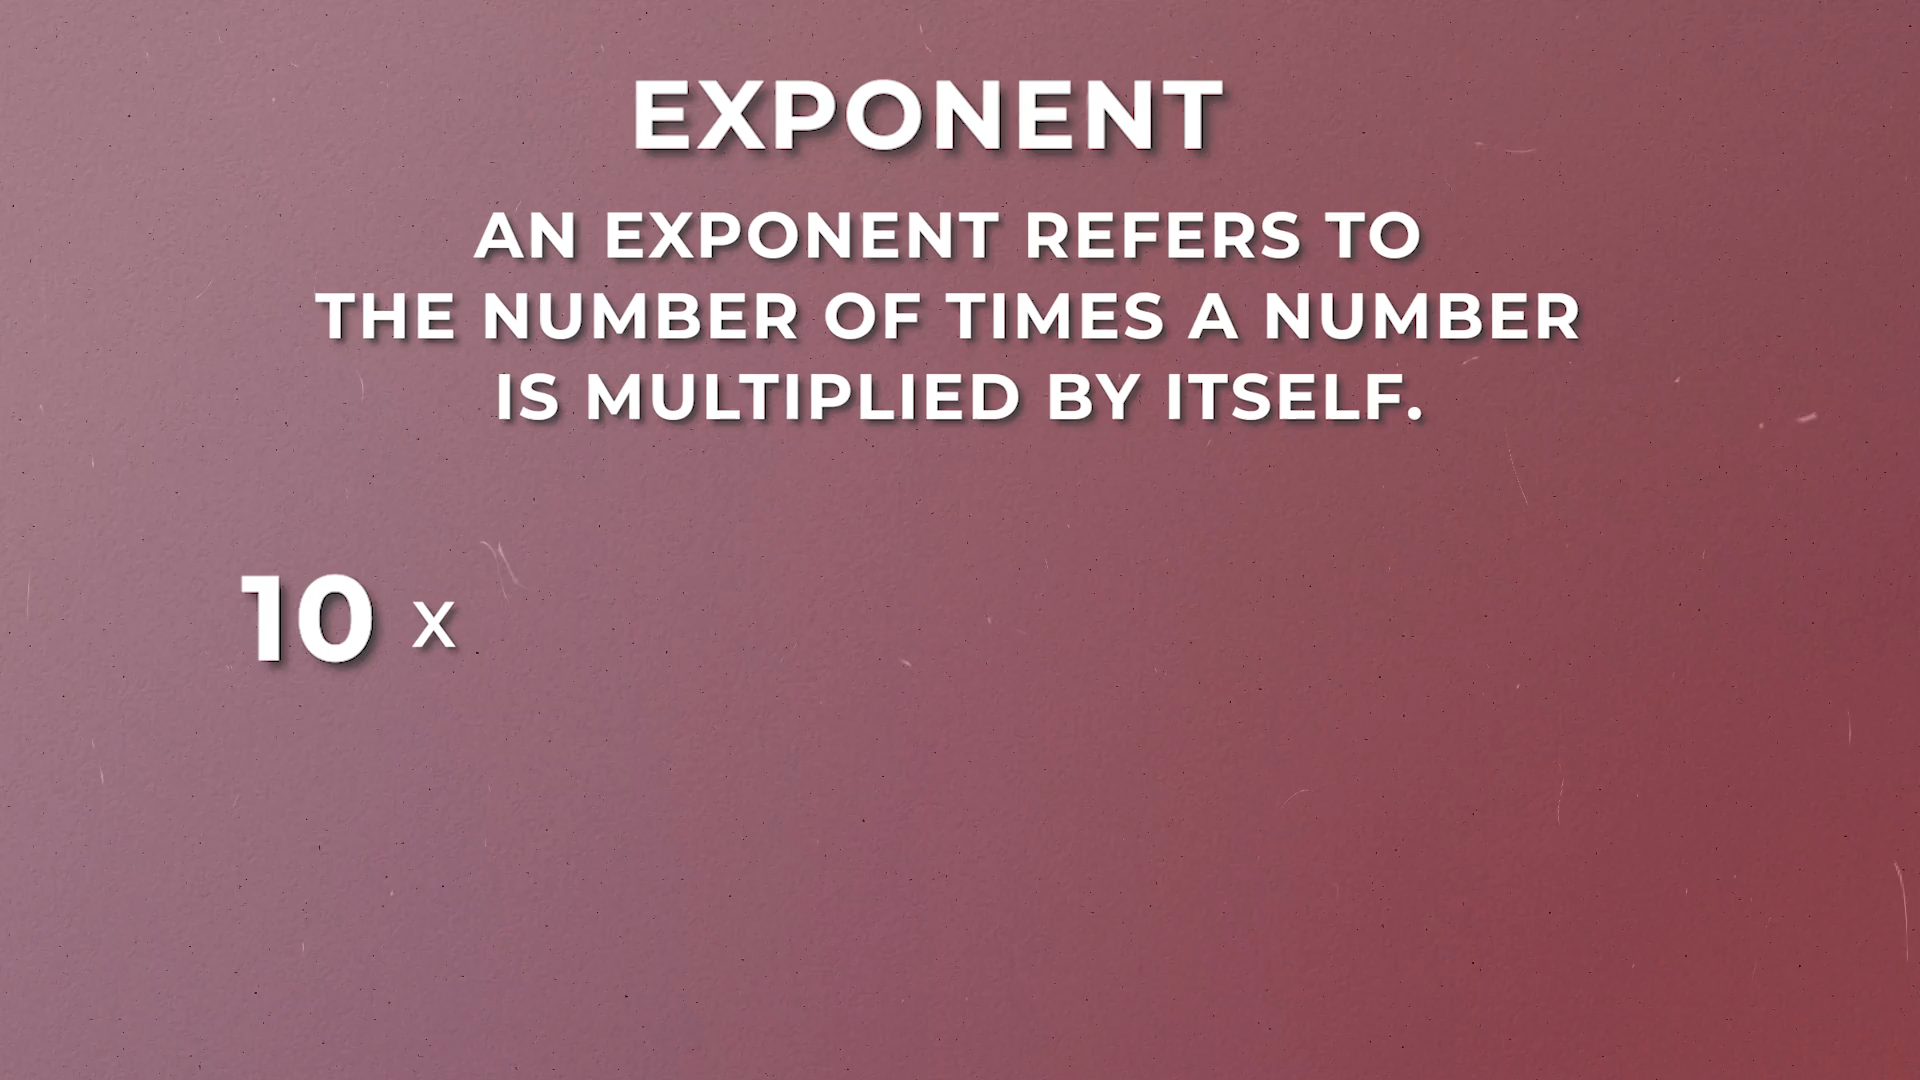 EXPONENT
AN EXPONENT REFERS TO
THE NUMBER OF TIMES A NUMBER
IS MULTIPLIED BY ITSELF.
10 x